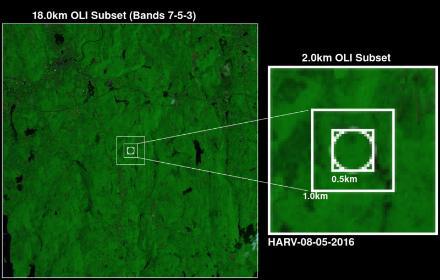 18.0km OLI Subset (Bands 7-5-3)
2.0km OLI Subset
0.5km
1.0km
HARV-08-05-2016